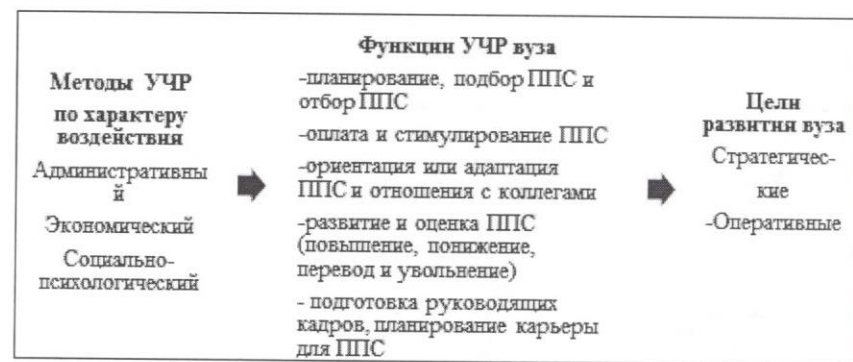 Методы УЧР
по характеру
воздействия
Административны
й
Экономический
Социально-
психологический
Функции УЧР вуза
-планирование, подбор ППС и
отбор ППС
-оплата и стимулирование ППС
-ориентация или адаптация
ППС и отношения с коллегами
-развитие и оценка ППС
(повышение, понижение,
перевод и увольнение)
- подготовка руководящих
кадров, планирование карьеры
для ППС
Цели
развития вуза
Стратегичес-
кие
-Оперативные